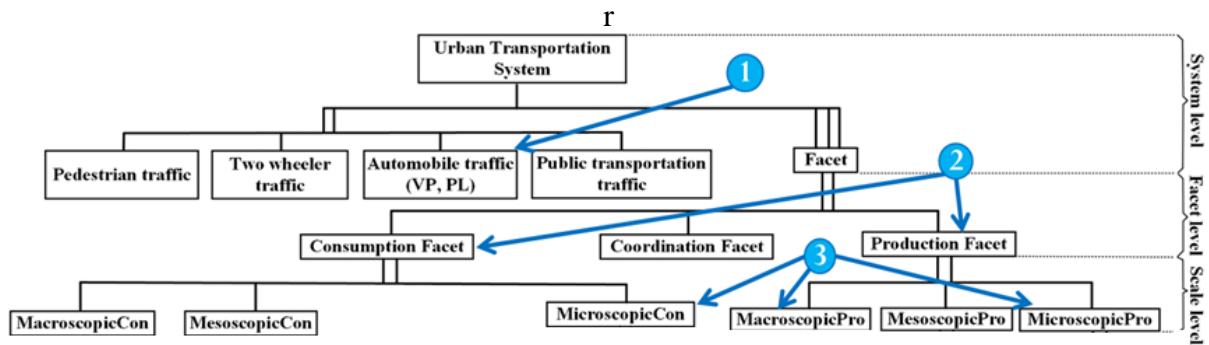 r
Urban Transportation
System
System level
1
Pedestrian traffic
Two wheeler
traffic
Automobile traffic
(VP, PL)
Public transportation
traffic
Facet
2
Facet level
Consumption Facet
Coordination Facet
Production Facet
3
Scale level
MacroscopicCon
MesoscopicCon
MicroscopicCon
MacroscopicPro
MesoscopicPro
MicroscopicPro